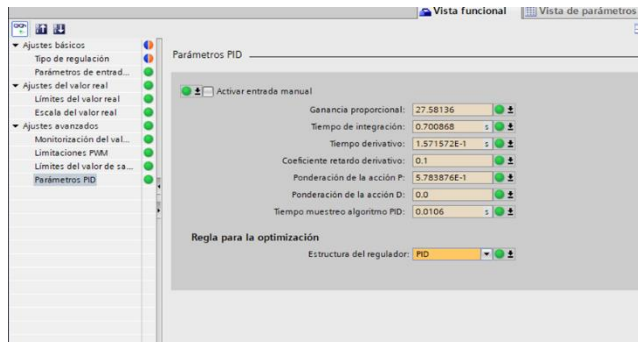 Vista funcional
Vista de parámetros
Ajustes básicos
Tipo de regulación
Parámetros de entrad...
Ajustes del valor real
Límites del valor real
Escala del valor real
Ajustes avanzados
Monitorización del val...
Limitaciones PWM
Límites del valor de sa...
Parámetros PID
Parámetros PID
Activar entrada manual
Ganancia proporcional: 27.58136
Tiempo de integración: 0.700868 s
Tiempo derivativo: 1.571572E-1 s
Coeficiente retardo derivativo: 0.1
Ponderación de la acción P: 5.783876E-1
Ponderación de la acción D: 0.0
Tiempo muestreo algoritmo PID: 0.0106 s
Regla para la optimización
Estructura del regulador: PID